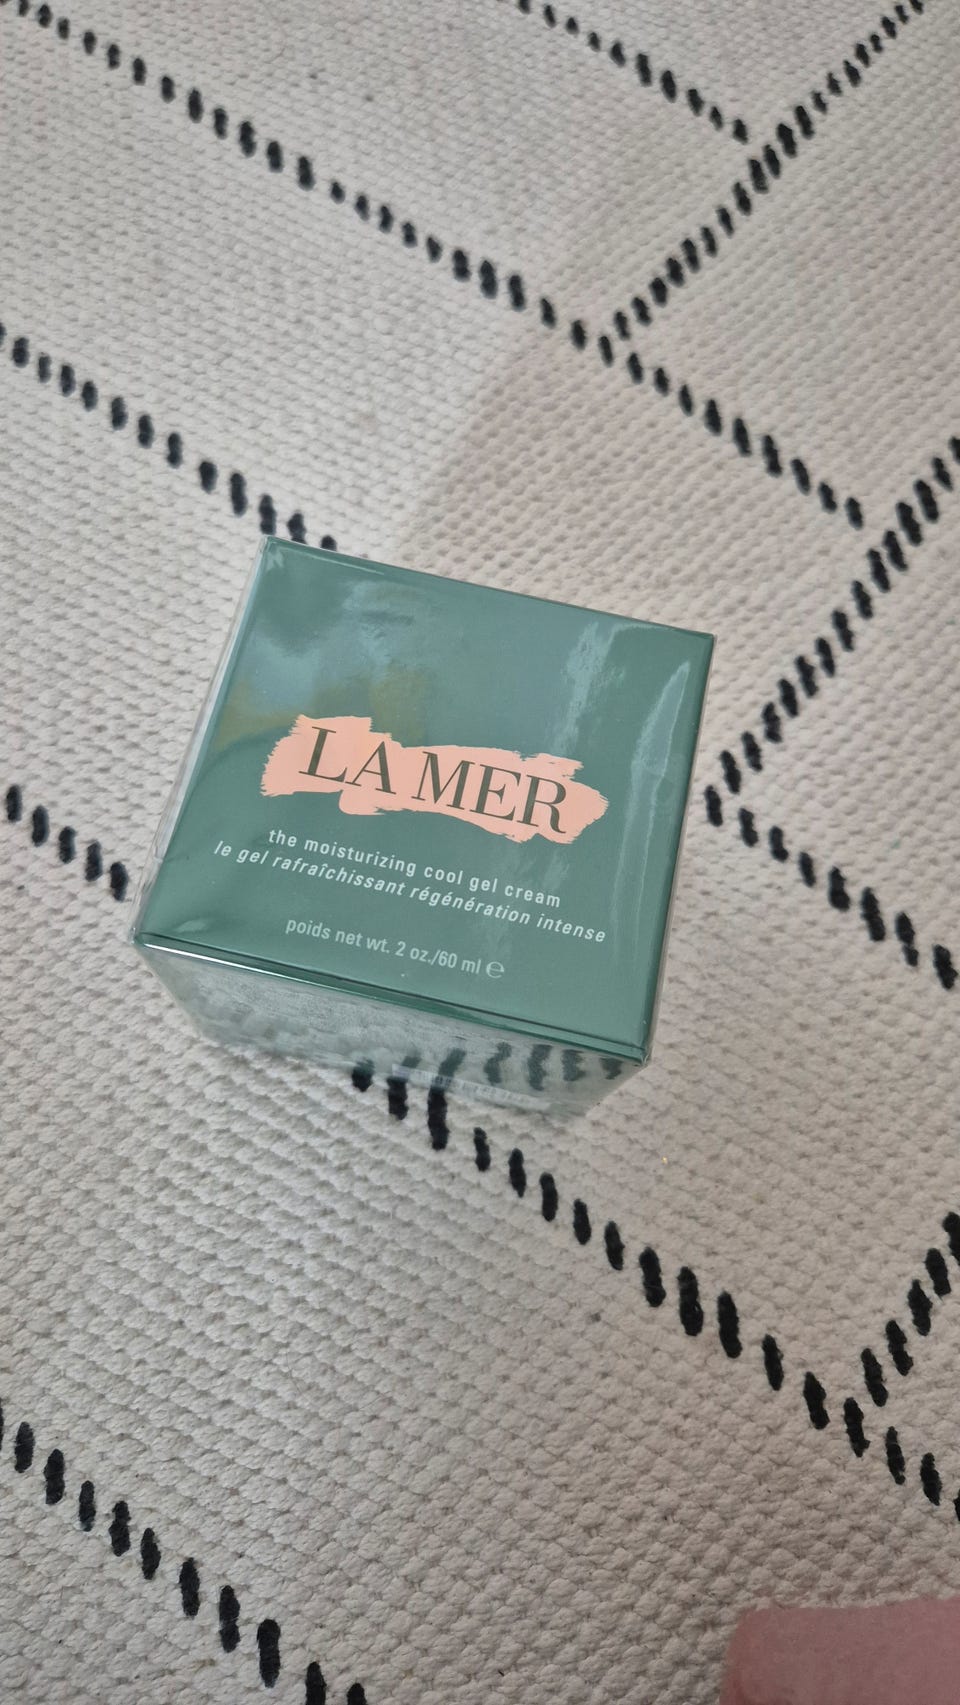 LA MER
the moisturizing cool gel cream
le gel rafraîchissant régénération intense
poids net wt. 2 oz./60 ml ℮